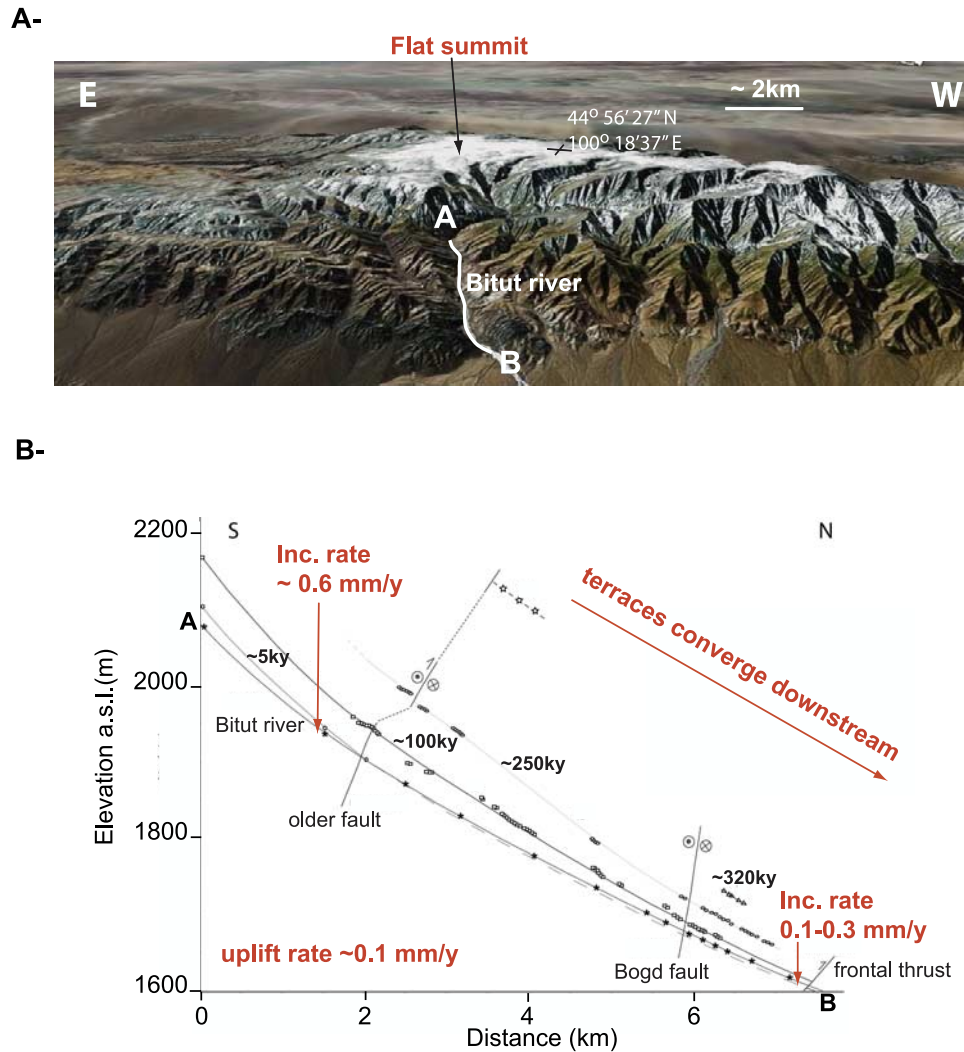 A-
Flat summit
E
~ 2km
W
44° 56' 27" N
100° 18'37" E
A
Bitut river
B
B-
2200
S
N
Inc. rate
~ 0.6 mm/y
terraces converge downstream
A
~5ky
2000
Bitut river
~100ky
~250ky
older fault
Elevation a.s.l.(m)
1800
~320ky
Inc. rate
0.1-0.3 mm/y
uplift rate ~0.1 mm/y
Bogd fault
frontal thrust
1600
B
0
2
4
6
Distance (km)